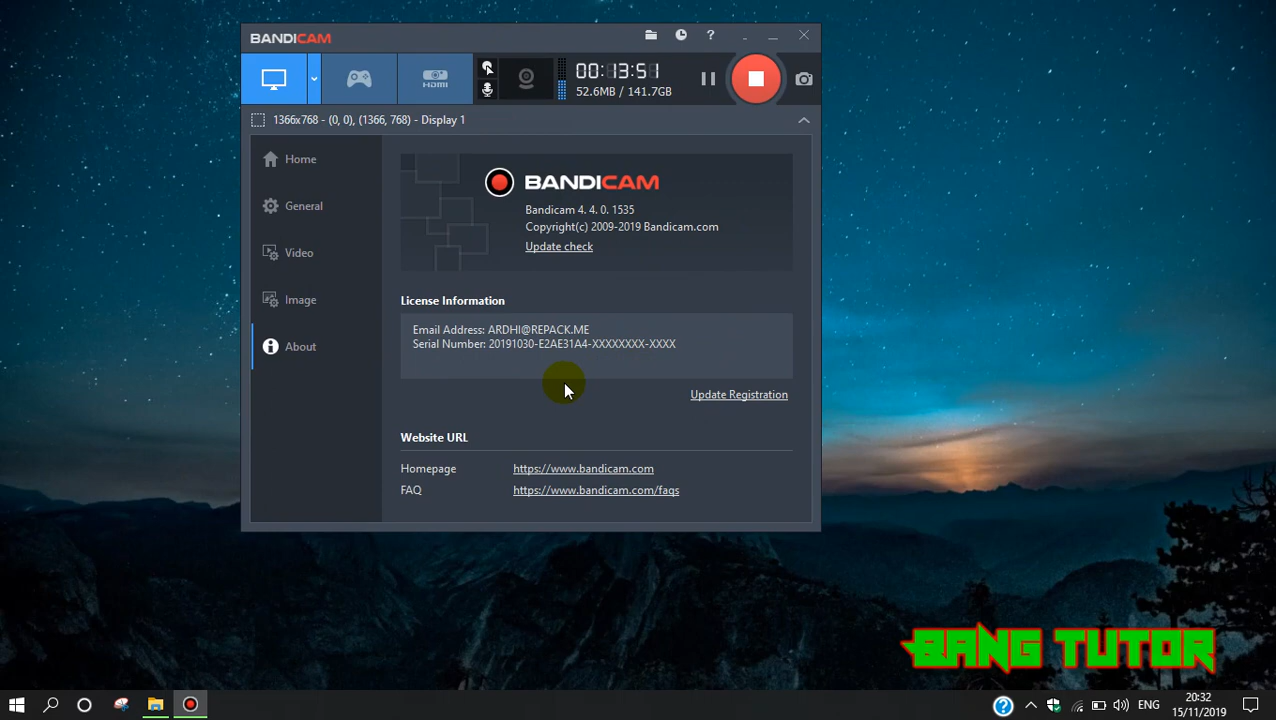 BANDICAM
?
HDMI
00:13:51
52.6MB / 141.7GB
1366x768 - (0, 0), (1366, 768) - Display 1
Home
General
Video
Image
About
BANDICAM
Bandicam 4. 4. 0. 1535
Copyright(c) 2009-2019 Bandicam.com
Update check
License Information
Email Address: ARDHI@REPACK.ME
Serial Number: 20191030-E2AE31A4-XXXXXXXX-XXXX
Update Registration
Website URL
Homepage https://www.bandicam.com
FAQ https://www.bandicam.com/faqs
BANG TUTOR
?
ENG
20:32
15/11/2019